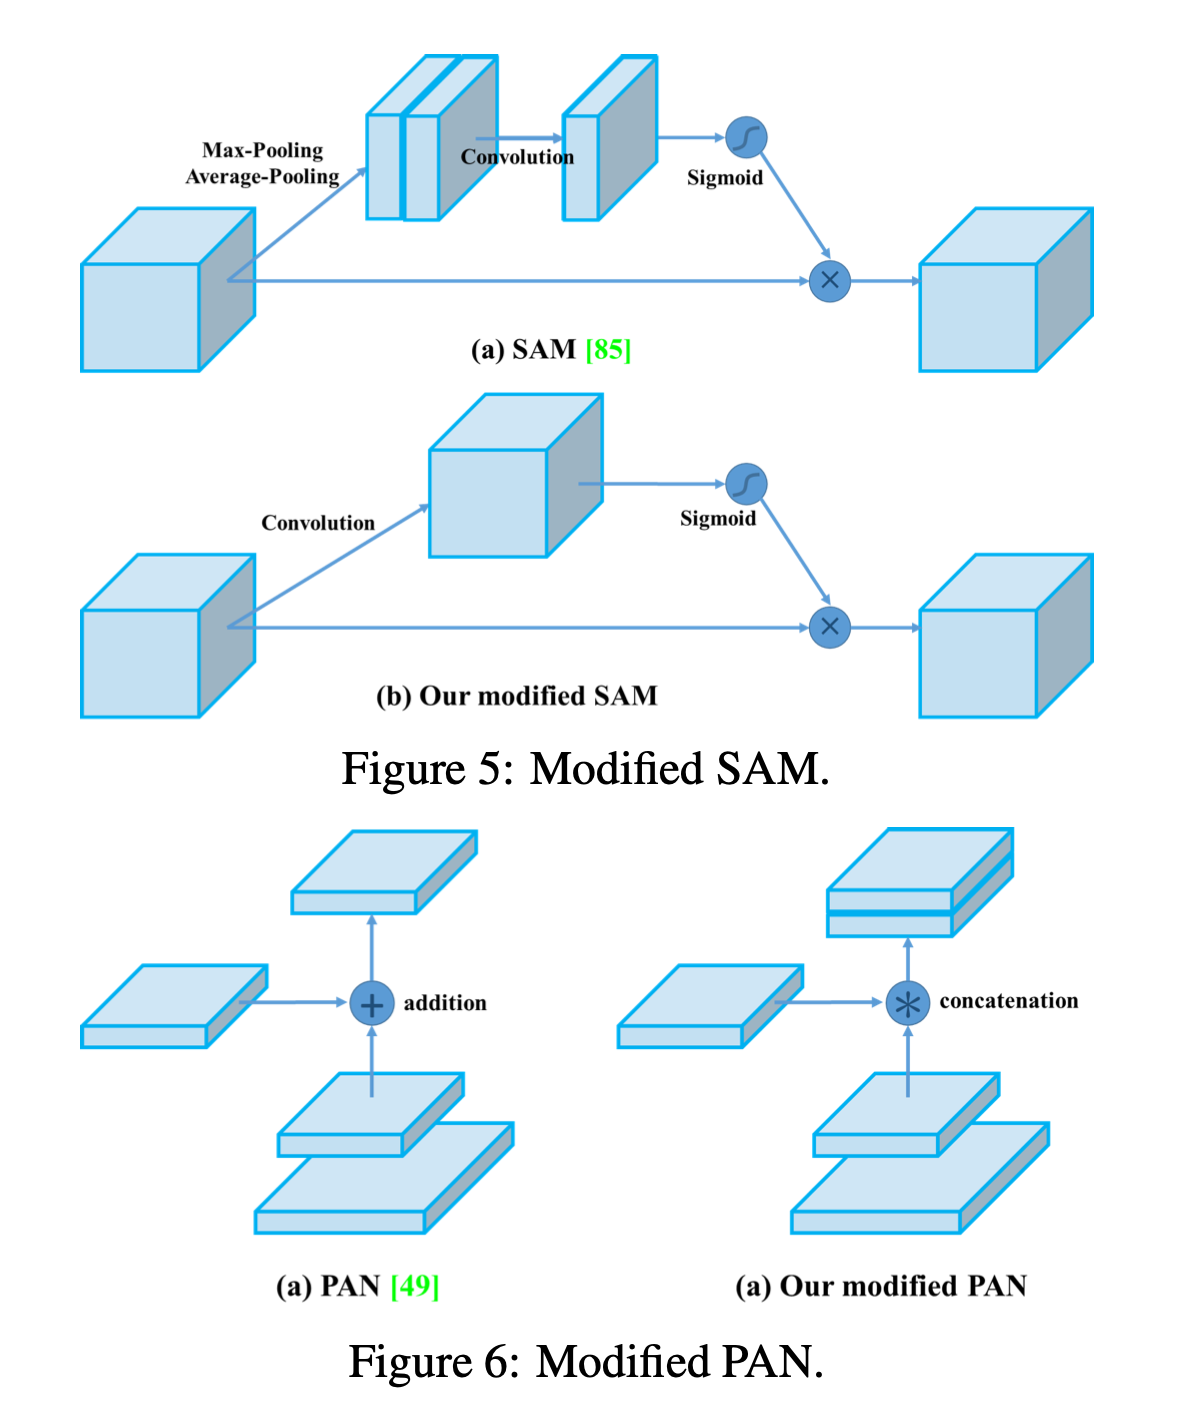 Max-Pooling
Average-Pooling
Convolution
Sigmoid
(a) SAM [85]
Convolution
Sigmoid
(b) Our modified SAM
Figure 5: Modified SAM.
addition
concatenation
(a) PAN [49]
(a) Our modified PAN
Figure 6: Modified PAN.